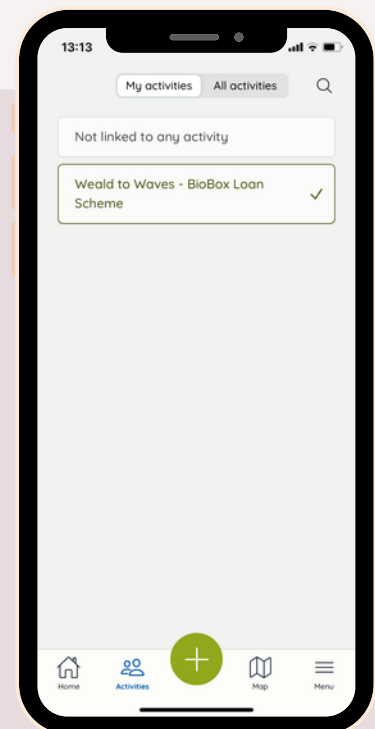 13:13
My activities All activities
Not linked to any activity
Weald to Waves - BioBox Loan
Scheme
Home Activities Map Menu